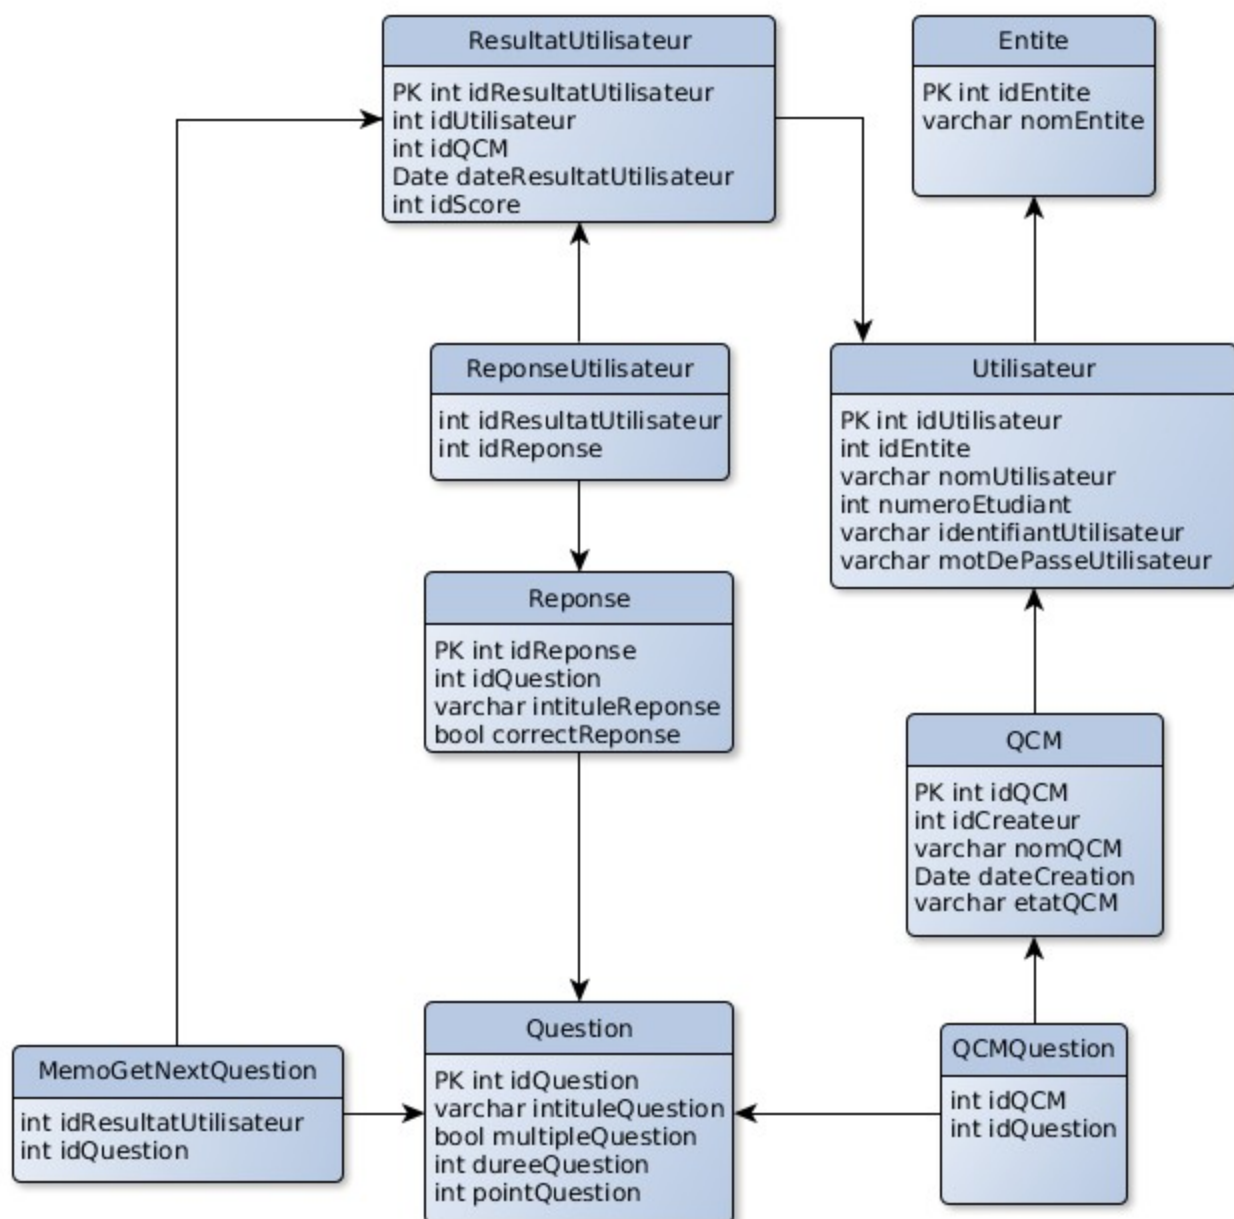 ResultatUtilisateur
PK int idResultatUtilisateur
int idUtilisateur
int idQCM
Date dateResultatUtilisateur
int idScore
Entite
PK int idEntite
varchar nomEntite
ReponseUtilisateur
int idResultatUtilisateur
int idReponse
Utilisateur
PK int idUtilisateur
int idEntite
varchar nomUtilisateur
int numeroEtudiant
varchar identifiantUtilisateur
varchar motDePasseUtilisateur
Reponse
PK int idReponse
int idQuestion
varchar intituleReponse
bool correctReponse
QCM
PK int idQCM
int idCreateur
varchar nomQCM
Date dateCreation
varchar etatQCM
MemoGetNextQuestion
int idResultatUtilisateur
int idQuestion
Question
PK int idQuestion
varchar intituleQuestion
bool multipleQuestion
int dureeQuestion
int pointQuestion
QCMQuestion
int idQCM
int idQuestion